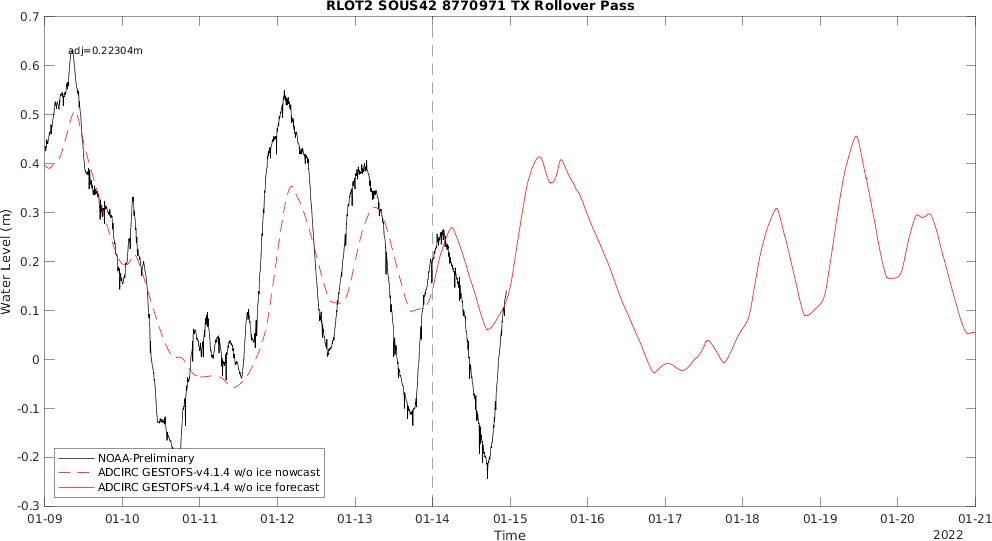 RLOT2 SOUS42 8770971 TX Rollover Pass
0.7
0.6
0.5
0.4
0.3
0.2
0.1
0
-0.1
-0.2
-0.3
Water Level (m)
adj=0.22304m
NOAA-Preliminary
ADCIRC GESTOFS-v4.1.4 w/o ice nowcast
ADCIRC GESTOFS-v4.1.4 w/o ice forecast
01-09 01-10 01-11 01-12 01-13 01-14 01-15 01-16 01-17 01-18 01-19 01-20 01-21
Time
2022